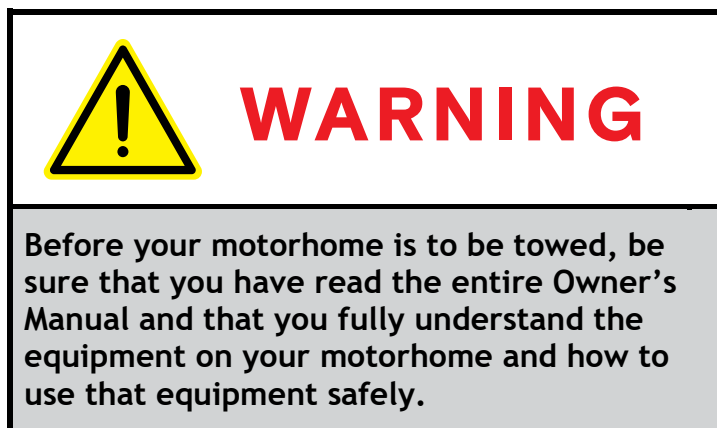 WARNING
Before your motorhome is to be towed, be
sure that you have read the entire Owner’s
Manual and that you fully understand the
equipment on your motorhome and how to
use that equipment safely.